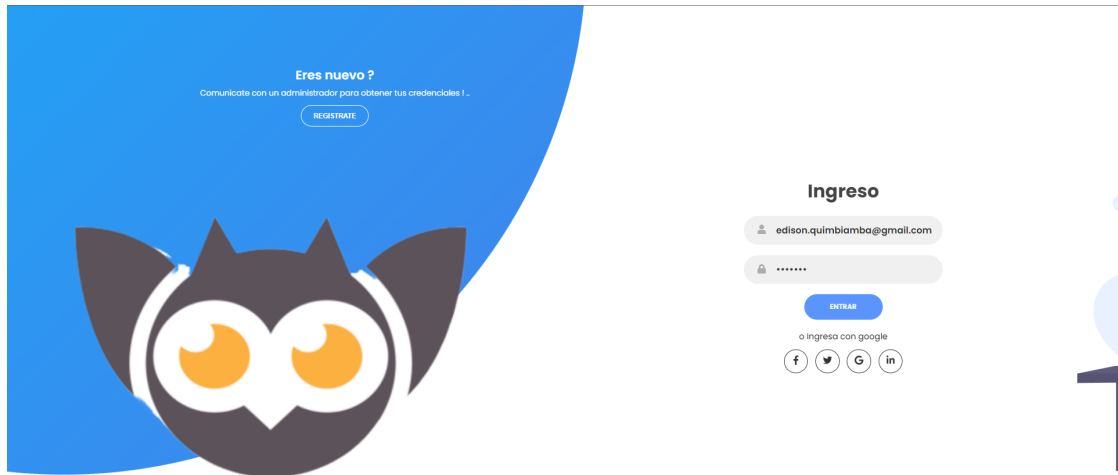 Eres nuevo ?
Comunicate con un administrador para obtener tus credenciales ! ..
REGISTRATE
Ingreso
edison.quimbiamba@gmail.com
•••••••
ENTRAR
o Ingresa con google